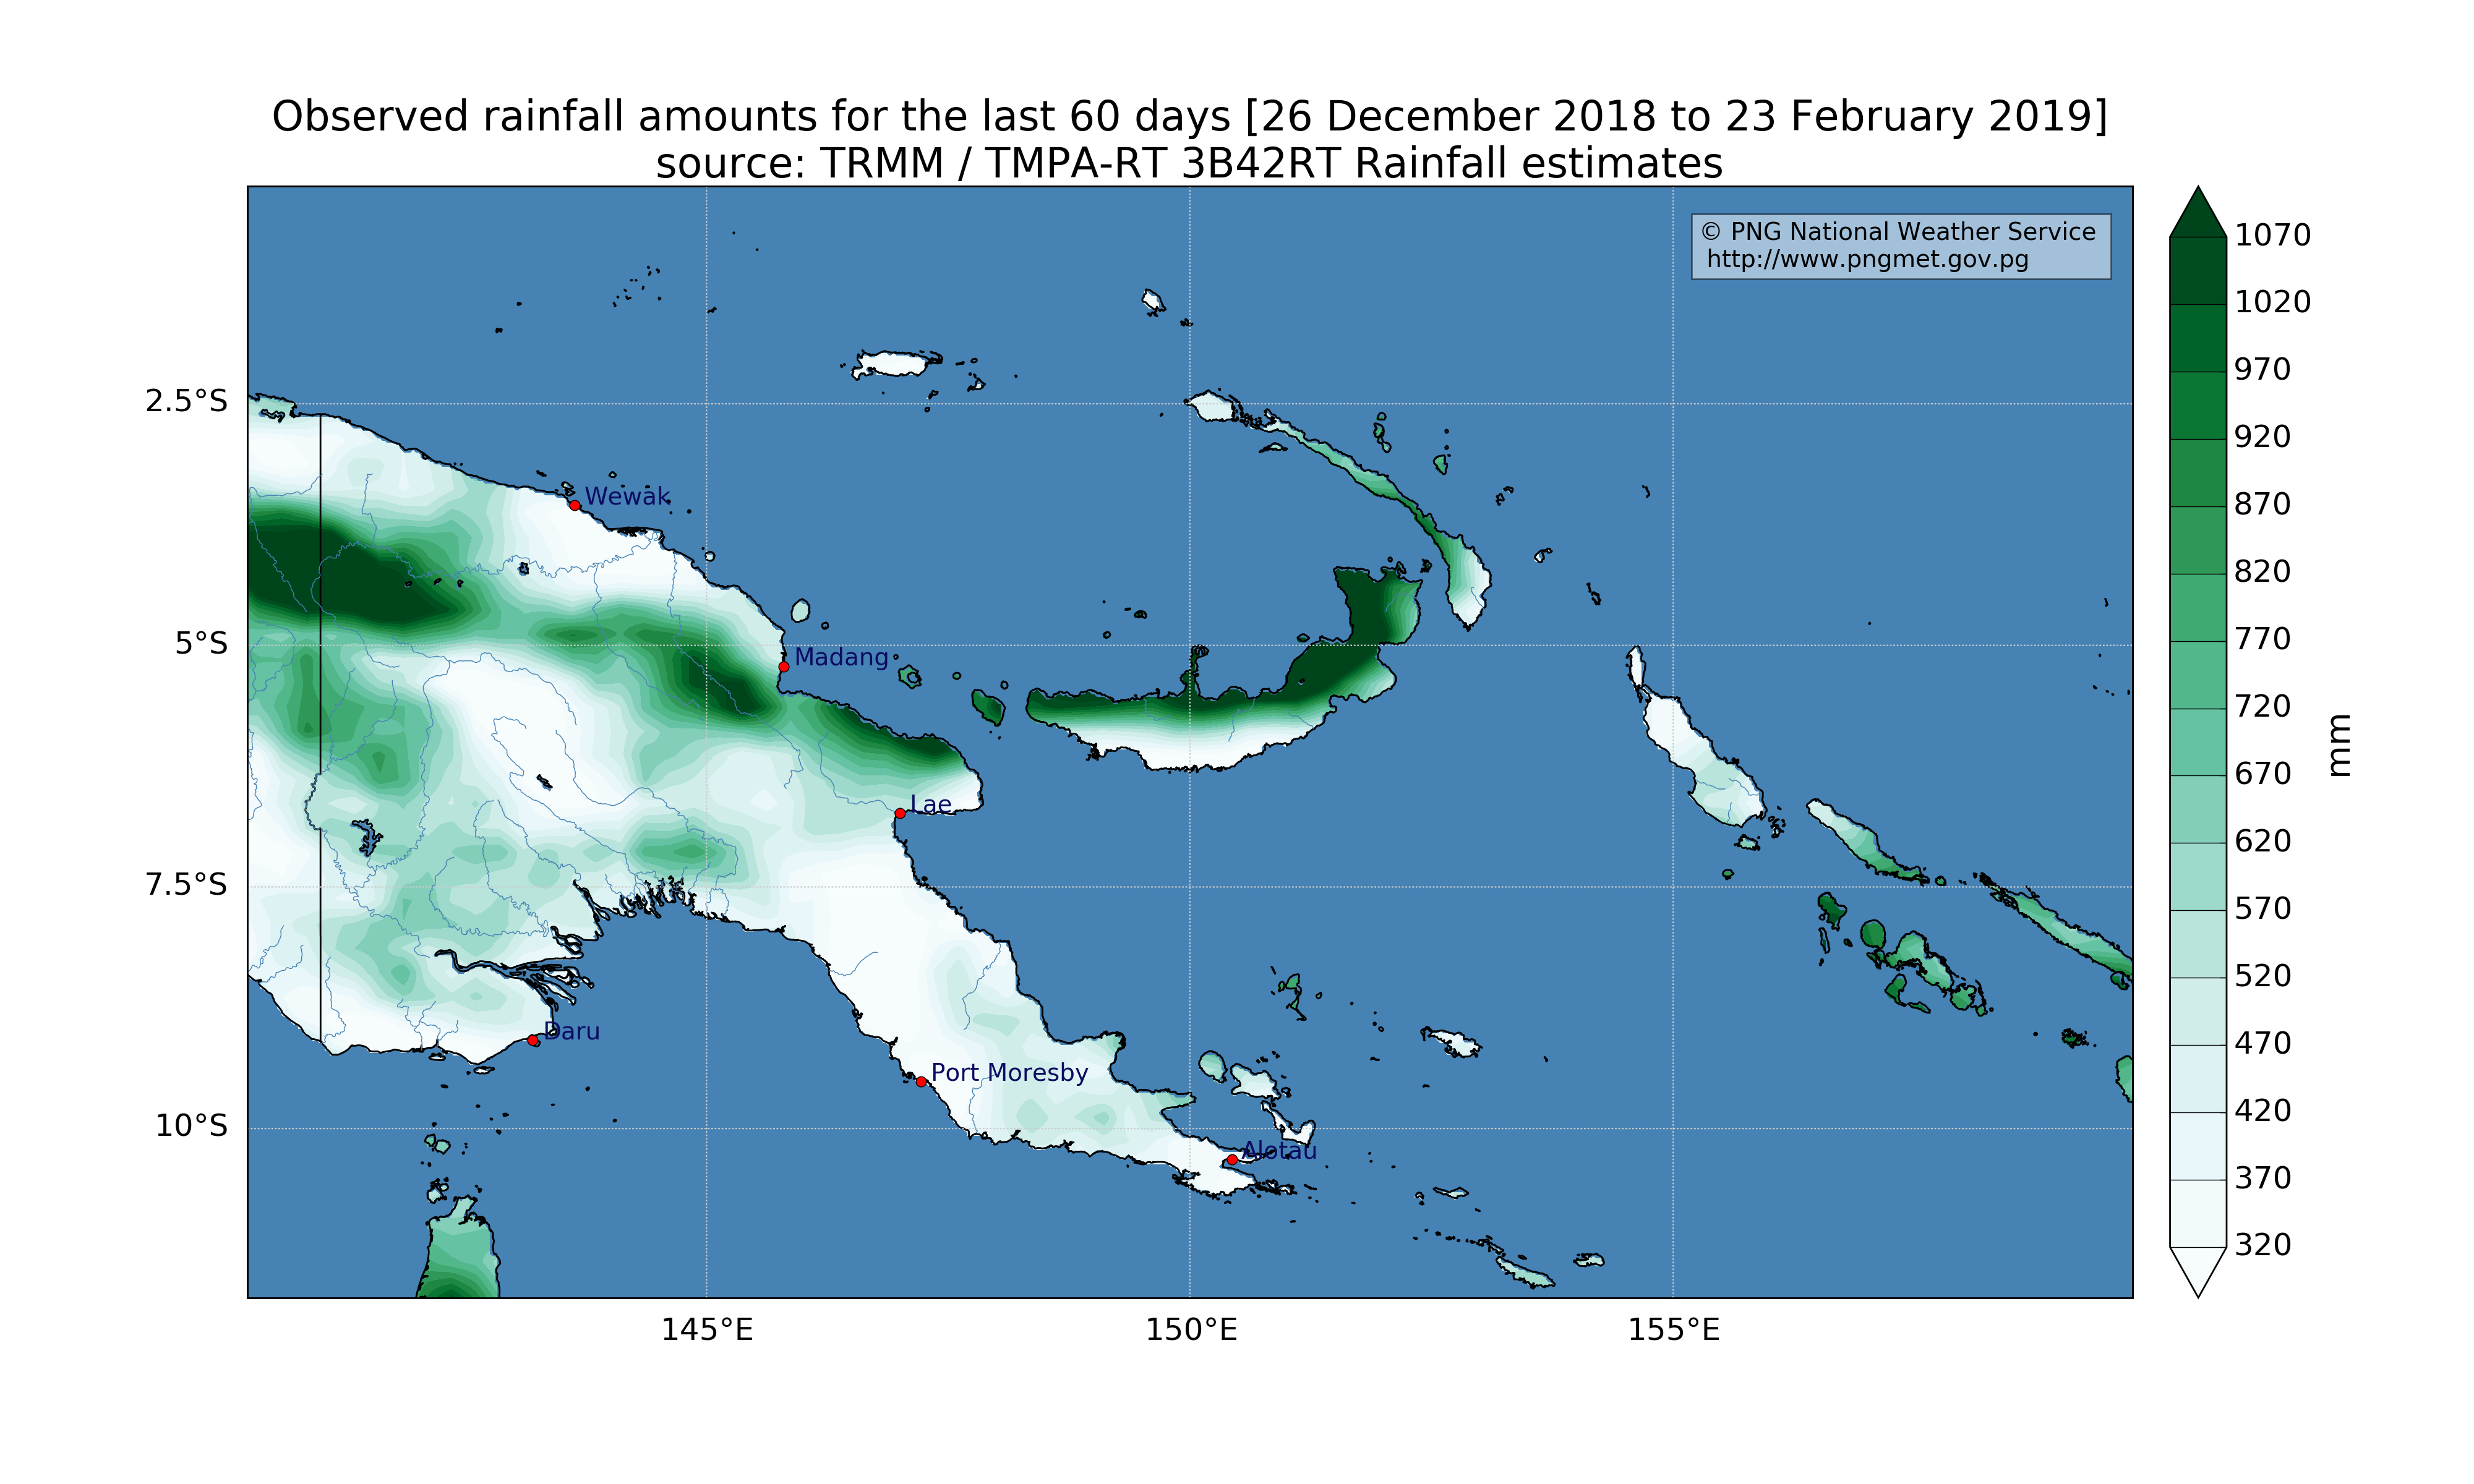 Observed rainfall amounts for the last 60 days [26 December 2018 to 23 February 2019]
source: TRMM / TMPA-RT 3B42RT Rainfall estimates
© PNG National Weather Service
http://www.pngmet.gov.pg
2.5°S
5°S
7.5°S
10°S
145°E
150°E
155°E
Wewak
Madang
Lae
Daru
Port Moresby
Alotau
1070
1020
970
920
870
820
770
720
670
620
570
520
470
420
370
320
mm